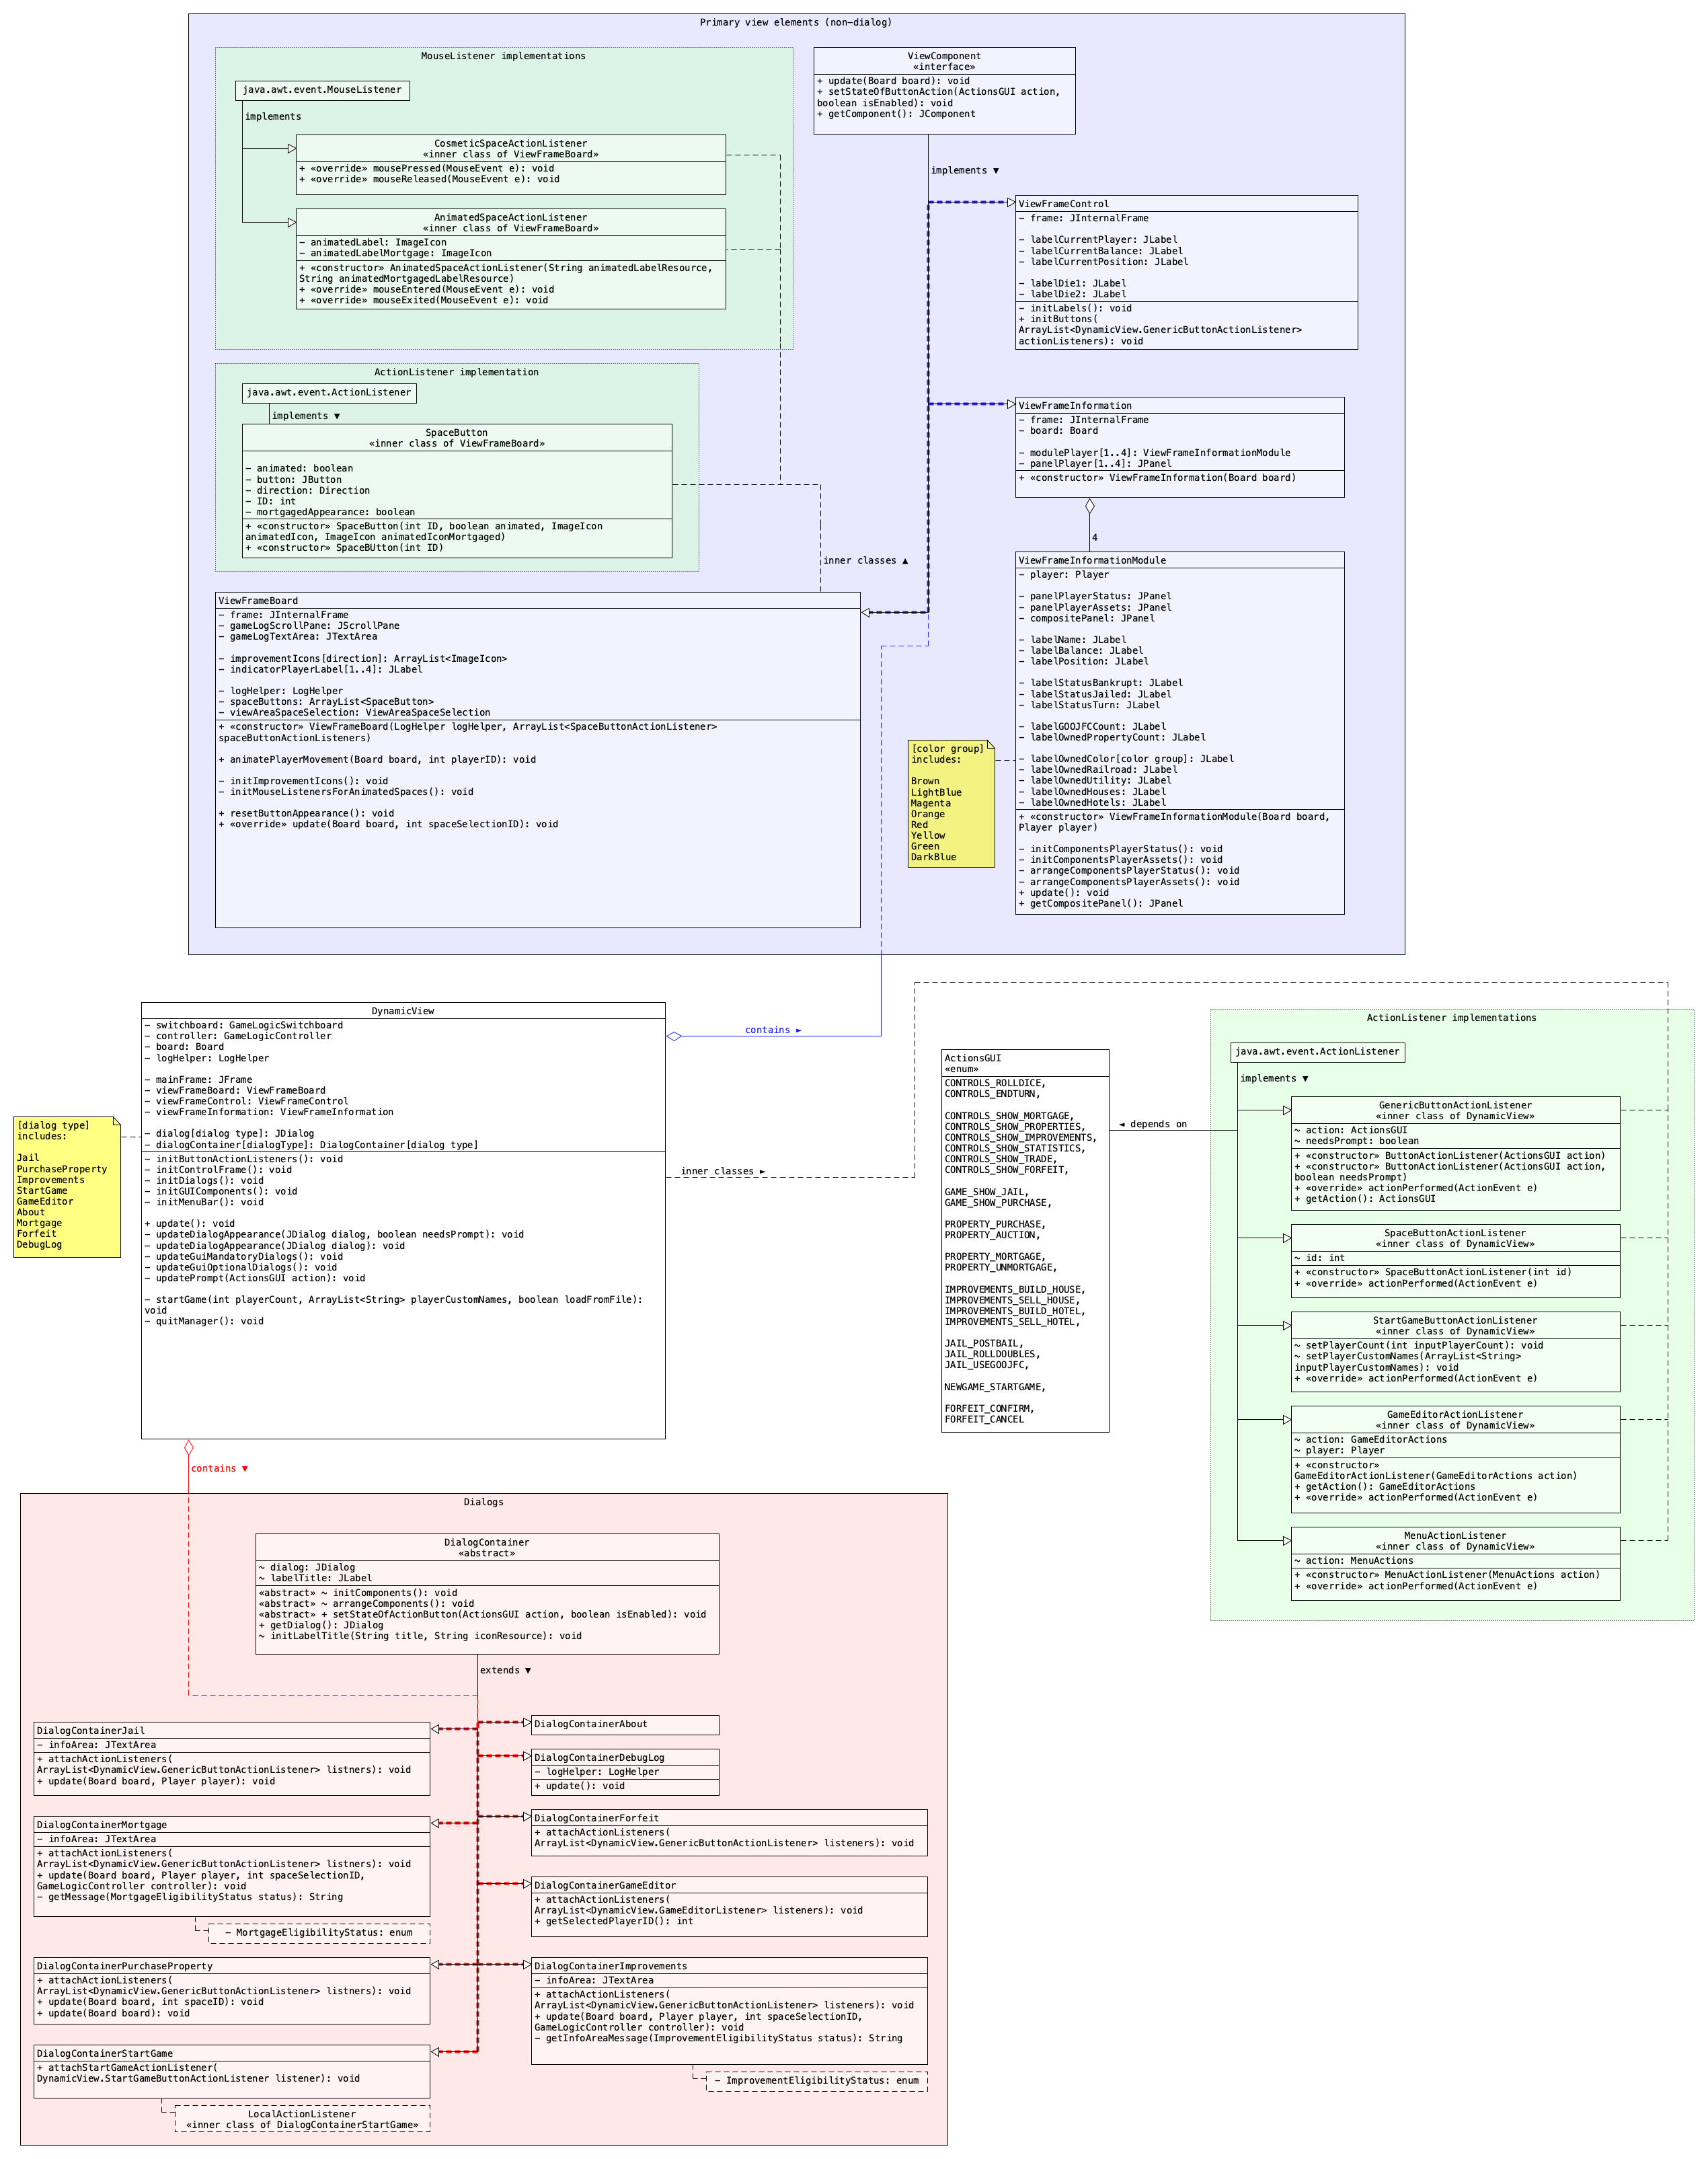 Primary view elements (non−dialog)
MouseListener implementations
java.awt.event.MouseListener
implements
CosmeticSpaceActionListener
«inner class of ViewFrameBoard»
+ «override» mousePressed(MouseEvent e): void
+ «override» mouseReleased(MouseEvent e): void
AnimatedSpaceActionListener
«inner class of ViewFrameBoard»
− animatedLabel: ImageIcon
− animatedLabelMortgage: ImageIcon
+ «constructor» AnimatedSpaceActionListener(String animatedLabelResource,
String animatedMortgagedLabelResource)
+ «override» mouseEntered(MouseEvent e): void
+ «override» mouseExited(MouseEvent e): void
ViewComponent
«interface»
+ update(Board board): void
+ setStateOfButtonAction(ActionsGUI action,
boolean isEnabled): void
+ getComponent(): JComponent
implements ▼
ViewFrameControl
− frame: JInternalFrame
− labelCurrentPlayer: JLabel
− labelCurrentBalance: JLabel
− labelCurrentPosition: JLabel
− labelDie1: JLabel
− labelDie2: JLabel
− initLabels(): void
+ initButtons(
ArrayList<DynamicView.GenericButtonActionListener>
actionListeners): void
ActionListener implementation
java.awt.event.ActionListener
implements ▼
SpaceButton
«inner class of ViewFrameBoard»
− animated: boolean
− button: JButton
− direction: Direction
− ID: int
− mortgagedAppearance: boolean
+ «constructor» SpaceButton(int ID, boolean animated, ImageIcon
animatedIcon, ImageIcon animatedIconMortgaged)
+ «constructor» SpaceBUtton(int ID)
inner classes ▲
ViewFrameInformation
− frame: JInternalFrame
− board: Board
− modulePlayer[1..4]: ViewFrameInformationModule
− panelPlayer[1..4]: JPanel
+ «constructor» ViewFrameInformation(Board board)
4
ViewFrameInformationModule
− player: Player
− panelPlayerStatus: JPanel
− panelPlayerAssets: JPanel
− compositePanel: JPanel
− labelName: JLabel
− labelBalance: JLabel
− labelPosition: JLabel
− labelStatusBankrupt: JLabel
− labelStatusJailed: JLabel
− labelStatusTurn: JLabel
− labelGOOJFCCount: JLabel
− labelOwnedPropertyCount: JLabel
− labelOwnedColor[color group]: JLabel
− labelOwnedRailroad: JLabel
− labelOwnedUtility: JLabel
− labelOwnedHouses: JLabel
− labelOwnedHotels: JLabel
+ «constructor» ViewFrameInformationModule(Board board,
Player player)
− initComponentsPlayerStatus(): void
− initComponentsPlayerAssets(): void
− arrangeComponentsPlayerStatus(): void
− arrangeComponentsPlayerAssets(): void
+ update(): void
+ getCompositePanel(): JPanel
[color group]
includes:
Brown
LightBlue
Magenta
Orange
Red
Yellow
Green
DarkBlue
ViewFrameBoard
− frame: JInternalFrame
− gameLogScrollPane: JScrollPane
− gameLogTextArea: JTextArea
− improvementIcons[direction]: ArrayList<ImageIcon>
− indicatorPlayerLabel[1..4]: JLabel
− logHelper: LogHelper
− spaceButtons: ArrayList<SpaceButton>
− viewAreaSpaceSelection: ViewAreaSpaceSelection
+ «constructor» ViewFrameBoard(LogHelper logHelper, ArrayList<SpaceButtonActionListener>
spaceButtonActionListeners)
+ animatePlayerMovement(Board board, int playerID): void
− initImprovementIcons(): void
− initMouseListenersForAnimatedSpaces(): void
+ resetButtonAppearance(): void
+ «override» update(Board board, int spaceSelectionID): void
DynamicView
− switchboard: GameLogicSwitchboard
− controller: GameLogicController
− board: Board
− logHelper: LogHelper
− mainFrame: JFrame
− viewFrameBoard: ViewFrameBoard
− viewFrameControl: ViewFrameControl
− viewFrameInformation: ViewFrameInformation
− dialog[dialog type]: JDialog
− dialogContainer[dialogType]: DialogContainer[dialog type]
− initButtonActionListeners(): void
− initControlFrame(): void
− initDialogs(): void
− initGUIComponents(): void
− initMenuBar(): void
+ update(): void
− updateDialogAppearance(JDialog dialog, boolean needsPrompt): void
− updateDialogAppearance(JDialog dialog): void
− updateGuiMandatoryDialogs(): void
− updateGuiOptionalDialogs(): void
− updatePrompt(ActionsGUI action): void
− startGame(int playerCount, ArrayList<String> playerCustomNames, boolean loadFromFile):
void
− quitManager(): void
[dialog type]
includes:
Jail
PurchaseProperty
Improvements
StartGame
GameEditor
About
Mortgage
Forfeit
DebugLog
contains ►
inner classes ►
ActionsGUI
«enum»
CONTROLS_ROLLDICE,
CONTROLS_ENDTURN,
CONTROLS_SHOW_MORTGAGE,
CONTROLS_SHOW_PROPERTIES,
CONTROLS_SHOW_IMPROVEMENTS,
CONTROLS_SHOW_STATISTICS,
CONTROLS_SHOW_TRADE,
CONTROLS_SHOW_FORFEIT,
GAME_SHOW_JAIL,
GAME_SHOW_PURCHASE,
PROPERTY_PURCHASE,
PROPERTY_AUCTION,
PROPERTY_MORTGAGE,
PROPERTY_UNMORTGAGE,
IMPROVEMENTS_BUILD_HOUSE,
IMPROVEMENTS_SELL_HOUSE,
IMPROVEMENTS_BUILD_HOTEL,
IMPROVEMENTS_SELL_HOTEL,
JAIL_POSTBAIL,
JAIL_ROLLDOUBLES,
JAIL_USEGOOJFC,
NEWGAME_STARTGAME,
FORFEIT_CONFIRM,
FORFEIT_CANCEL
◄ depends on
ActionListener implementations
java.awt.event.ActionListener
implements ▼
GenericButtonActionListener
«inner class of DynamicView»
~ action: ActionsGUI
~ needsPrompt: boolean
+ «constructor» ButtonActionListener(ActionsGUI action)
+ «constructor» ButtonActionListener(ActionsGUI action,
boolean needsPrompt)
+ «override» actionPerformed(ActionEvent e)
+ getAction(): ActionsGUI
SpaceButtonActionListener
«inner class of DynamicView»
~ id: int
+ «constructor» SpaceButtonActionListener(int id)
+ «override» actionPerformed(ActionEvent e)
StartGameButtonActionListener
«inner class of DynamicView»
~ setPlayerCount(int inputPlayerCount): void
~ setPlayerCustomNames(ArrayList<String>
inputPlayerCustomNames): void
+ «override» actionPerformed(ActionEvent e)
GameEditorActionListener
«inner class of DynamicView»
~ action: GameEditorActions
~ player: Player
+ «constructor»
GameEditorActionListener(GameEditorActions action)
+ getAction(): GameEditorActions
+ «override» actionPerformed(ActionEvent e)
MenuActionListener
«inner class of DynamicView»
~ action: MenuActions
+ «constructor» MenuActionListener(MenuActions action)
+ «override» actionPerformed(ActionEvent e)
contains ▼
Dialogs
DialogContainer
«abstract»
~ dialog: JDialog
~ labelTitle: JLabel
«abstract» ~ initComponents(): void
«abstract» ~ arrangeComponents(): void
«abstract» + setStateOfActionButton(ActionsGUI action, boolean isEnabled): void
+ getDialog(): JDialog
~ initLabelTitle(String title, String iconResource): void
extends ▼
DialogContainerJail
− infoArea: JTextArea
+ attachActionListeners(
ArrayList<DynamicView.GenericButtonActionListener> listners): void
+ update(Board board, Player player): void
DialogContainerMortgage
− infoArea: JTextArea
+ attachActionListeners(
ArrayList<DynamicView.GenericButtonActionListener> listners): void
+ update(Board board, Player player, int spaceSelectionID,
GameLogicController controller): void
− getMessage(MortgageEligibilityStatus status): String
− MortgageEligibilityStatus: enum
DialogContainerPurchaseProperty
+ attachActionListeners(
ArrayList<DynamicView.GenericButtonActionListener> listners): void
+ update(Board board, int spaceID): void
+ update(Board board): void
DialogContainerStartGame
+ attachStartGameActionListener(
DynamicView.StartGameButtonActionListener listener): void
LocalActionListener
«inner class of DialogContainerStartGame»
DialogContainerAbout
DialogContainerDebugLog
− logHelper: LogHelper
+ update(): void
DialogContainerForfeit
+ attachActionListeners(
ArrayList<DynamicView.GenericButtonActionListener> listeners): void
DialogContainerGameEditor
+ attachActionListeners(
ArrayList<DynamicView.GameEditorListener> listeners): void
+ getSelectedPlayerID(): int
DialogContainerImprovements
− infoArea: JTextArea
+ attachActionListeners(
ArrayList<DynamicView.GenericButtonActionListener> listeners): void
+ update(Board board, Player player, int spaceSelectionID,
GameLogicController controller): void
− getInfoAreaMessage(ImprovementEligibilityStatus status): String
− ImprovementEligibilityStatus: enum